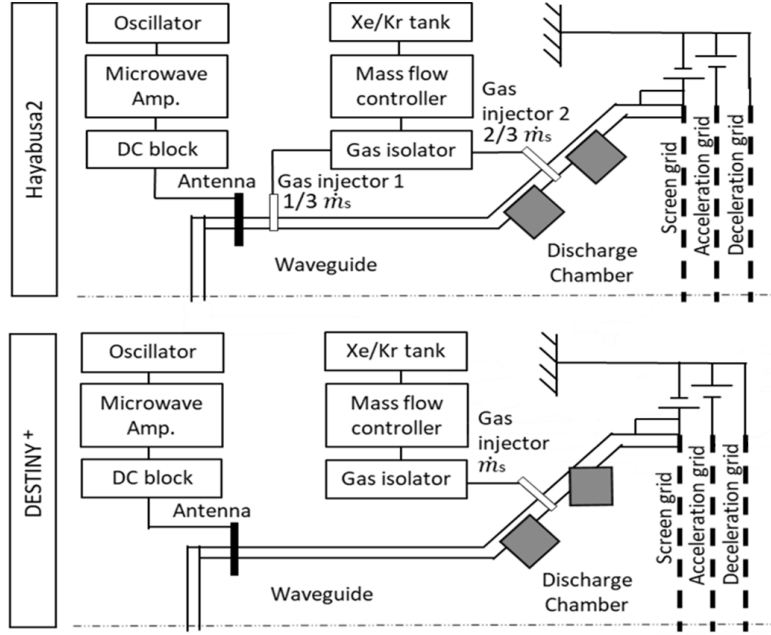 Hayabusa2
Oscillator
Microwave
Amp.
DC block
Antenna
Xe/Kr tank
Mass flow
controller
Gas isolator
Gas injector 1
1/3 ṁs
Gas
injector 2
2/3 ṁs
Waveguide
Discharge
Chamber
Screen grid
Acceleration grid
Deceleration grid
DESTINY+
Oscillator
Microwave
Amp.
DC block
Antenna
Xe/Kr tank
Mass flow
controller
Gas isolator
Gas
injector
ṁs
Waveguide
Discharge
Chamber
Screen grid
Acceleration grid
Deceleration grid